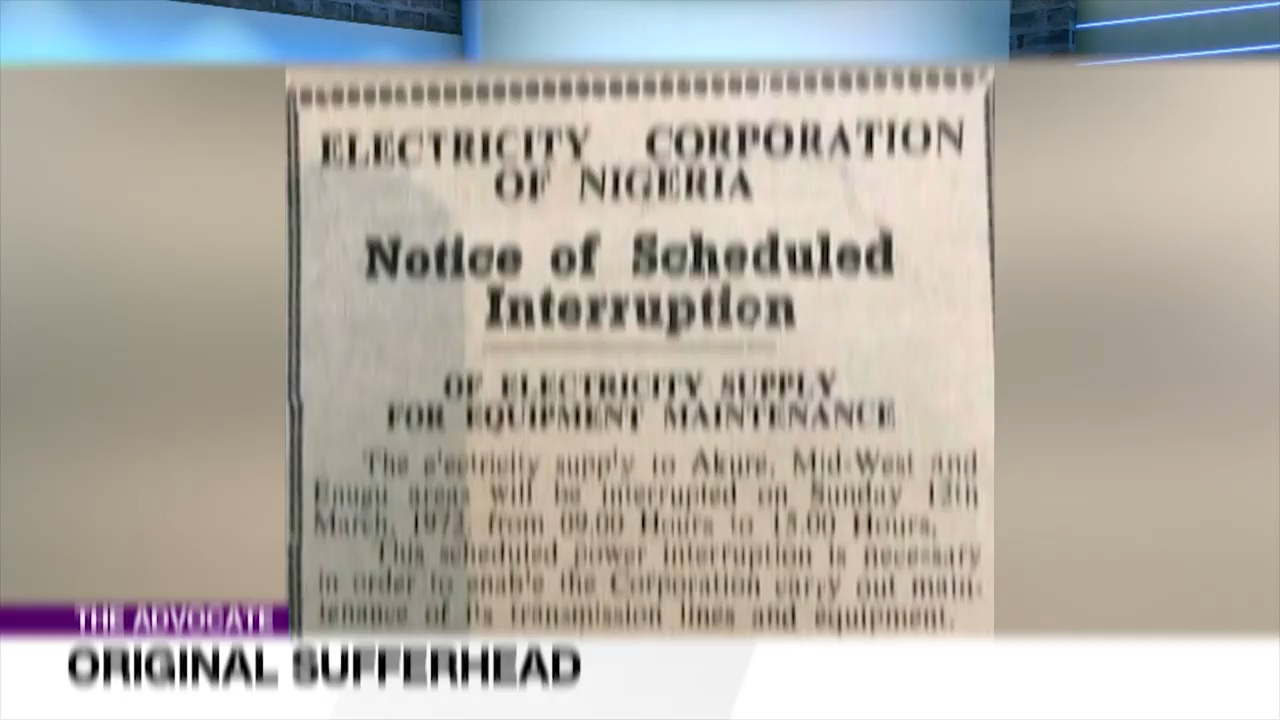 ELECTRICITY CORPORATION
OF NIGERIA
Notice of Scheduled
Interruption
OF ELECTRICITY SUPPLY
FOR EQUIPMENT MAINTENANCE
The electricity supply to Akure, Mid-West and
Enugu areas will be interrupted on Sunday 12th
March, 1972 from 09.00 Hours to 15.00 Hours.
This scheduled power interruption is necessary
in order to enable the Corporation carry out main-
tenance of its transmission lines and equipment.
THE ADVOCATE
ORIGINAL SUFFERHEAD